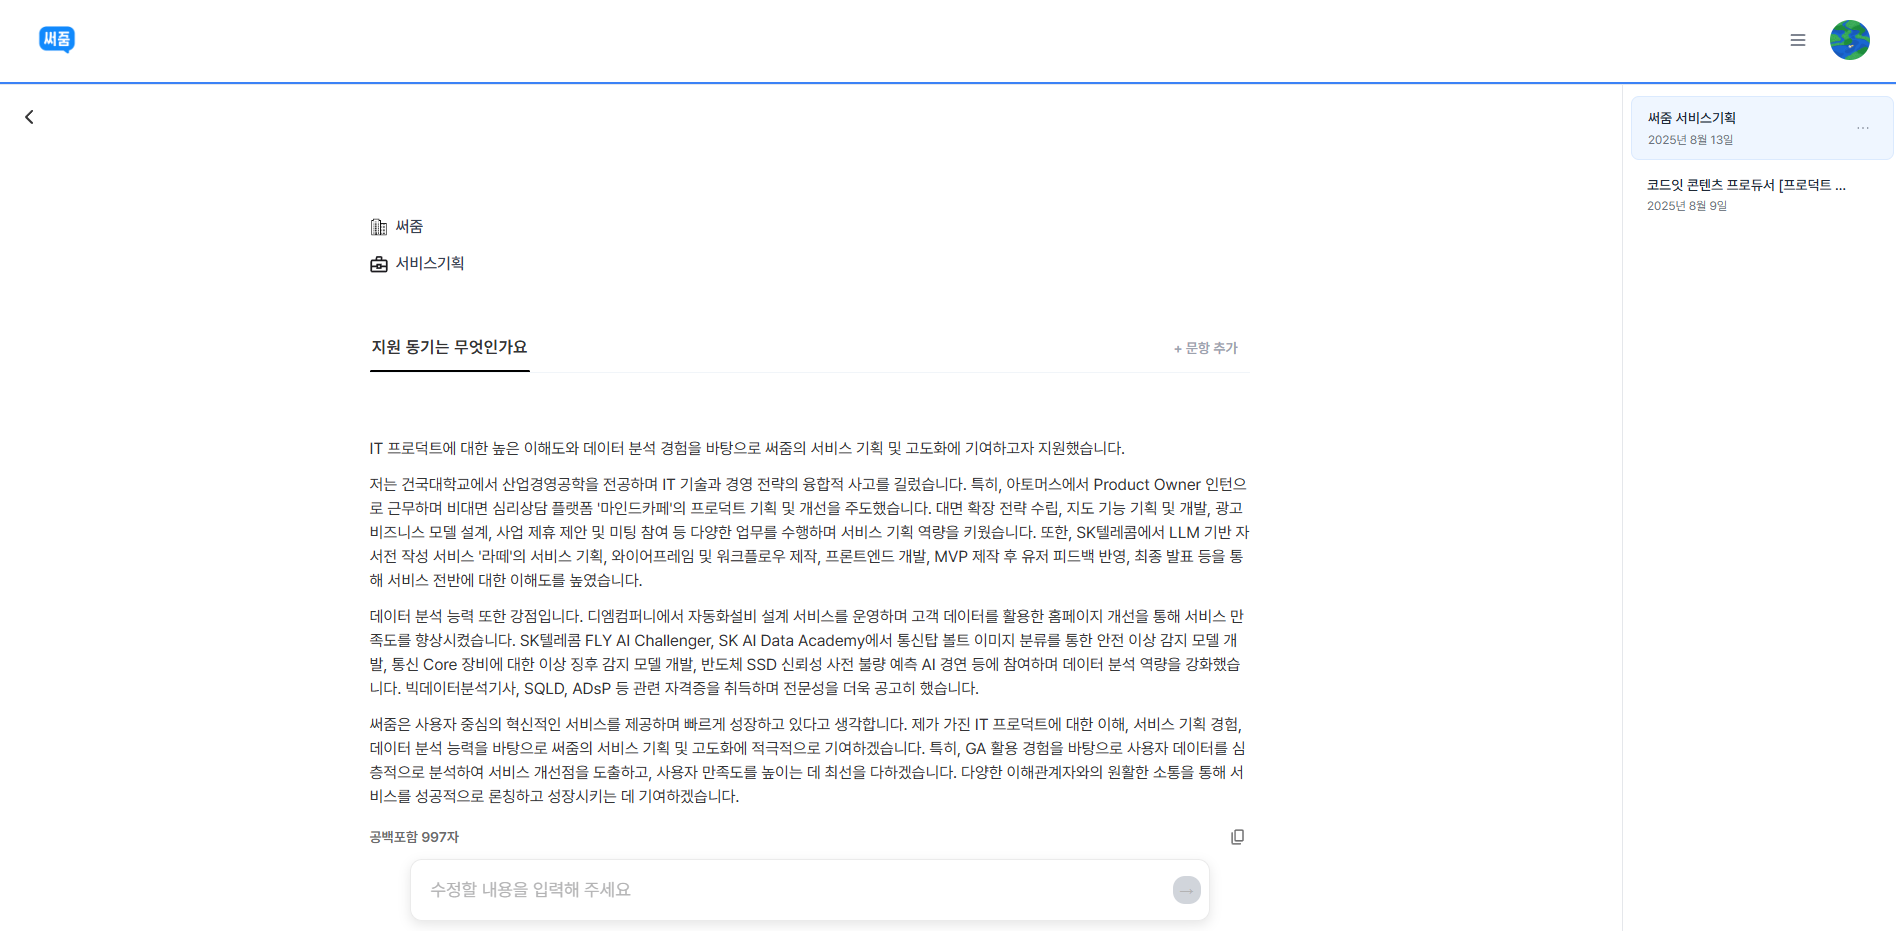 써줌
써줌 서비스기획
...
2025년 8월 13일
코드잇 콘텐츠 프로듀서 [프로덕트 ...
2025년 8월 9일
써줌
서비스기획
지원 동기는 무엇인가요
+ 문항 추가
IT 프로덕트에 대한 높은 이해도와 데이터 분석 경험을 바탕으로 써줌의 서비스 기획 및 고도화에 기여하고자 지원했습니다.
저는 건국대학교에서 산업경영공학을 전공하며 IT 기술과 경영 전략의 융합적 사고를 길렀습니다. 특히, 아토머스에서 Product Owner 인턴으
로 근무하며 비대면 심리상담 플랫폼 '마인드카페'의 프로덕트 기획 및 개선을 주도했습니다. 대면 확장 전략 수립, 지도 기능 기획 및 개발, 광고
비즈니스 모델 설계, 사업 제휴 제안 및 미팅 참여 등 다양한 업무를 수행하며 서비스 기획 역량을 키웠습니다. 또한, SK텔레콤에서 LLM 기반 자
서전 작성 서비스 '라떼'의 서비스 기획, 와이어프레임 및 워크플로우 제작, 프론트엔드 개발, MVP 제작 후 유저 피드백 반영, 최종 발표 등을 통
해 서비스 전반에 대한 이해도를 높였습니다.
데이터 분석 능력 또한 강점입니다. 디엠컴퍼니에서 자동화설비 설계 서비스를 운영하며 고객 데이터를 활용한 홈페이지 개선을 통해 서비스 만
족도를 향상시켰습니다. SK텔레콤 FLY AI Challenger, SK AI Data Academy에서 통신탑 볼트 이미지 분류를 통한 안전 이상 감지 모델 개
발, 통신 Core 장비에 대한 이상 징후 감지 모델 개발, 반도체 SSD 신뢰성 사전 불량 예측 AI 경연 등에 참여하며 데이터 분석 역량을 강화했습
니다. 빅데이터분석기사, SQLD, ADsP 등 관련 자격증을 취득하며 전문성을 더욱 공고히 했습니다.
써줌은 사용자 중심의 혁신적인 서비스를 제공하며 빠르게 성장하고 있다고 생각합니다. 제가 가진 IT 프로덕트에 대한 이해, 서비스 기획 경험,
데이터 분석 능력을 바탕으로 써줌의 서비스 기획 및 고도화에 적극적으로 기여하겠습니다. 특히, GA 활용 경험을 바탕으로 사용자 데이터를 심
층적으로 분석하여 서비스 개선점을 도출하고, 사용자 만족도를 높이는 데 최선을 다하겠습니다. 다양한 이해관계자와의 원활한 소통을 통해 서
비스를 성공적으로 론칭하고 성장시키는 데 기여하겠습니다.
공백포함 997자
수정할 내용을 입력해 주세요